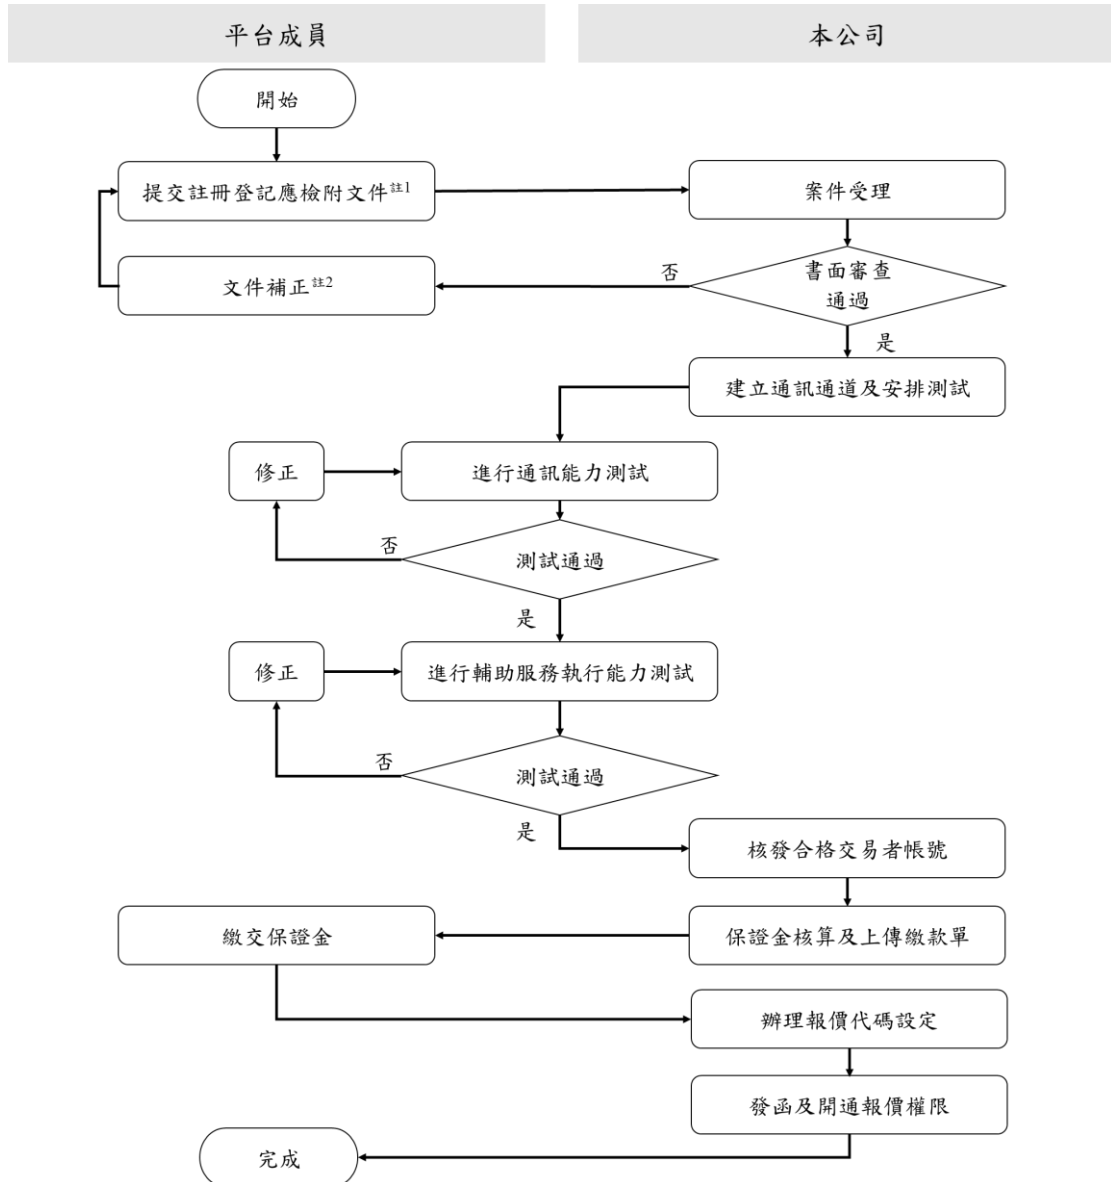 平台成員
本公司
開始
提交註冊登記應檢附文件註1
案件受理
文件補正註2
否
書面審查
通過
是
建立通訊通道及安排測試
修正
進行通訊能力測試
否
測試通過
是
修正
進行輔助服務執行能力測試
否
測試通過
是
核發合格交易者帳號
繳交保證金
保證金核算及上傳繳款單
辦理報價代碼設定
發函及開通報價權限
完成